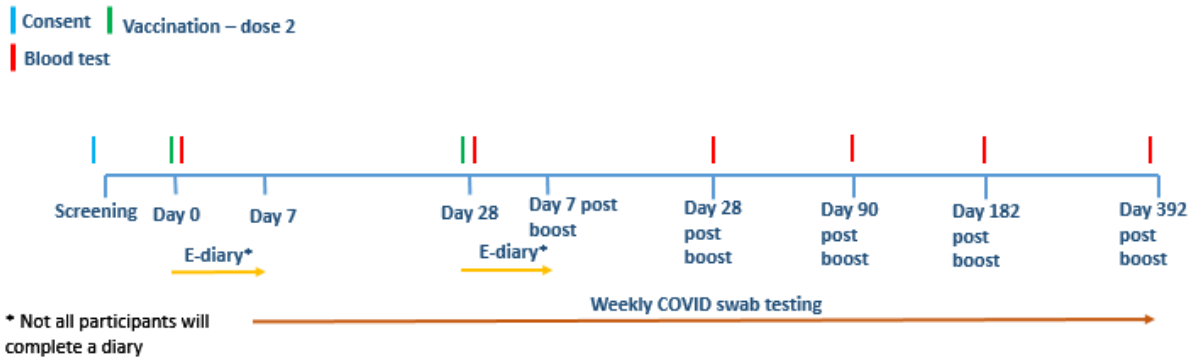 Consent
Vaccination – dose 2
Blood test
Screening
Day 0
Day 7
Day 28
Day 7 post
boost
Day 28
post
boost
Day 90
post
boost
Day 182
post
boost
Day 392
post
boost
E-diary*
E-diary*
Weekly COVID swab testing
* Not all participants will
complete a diary